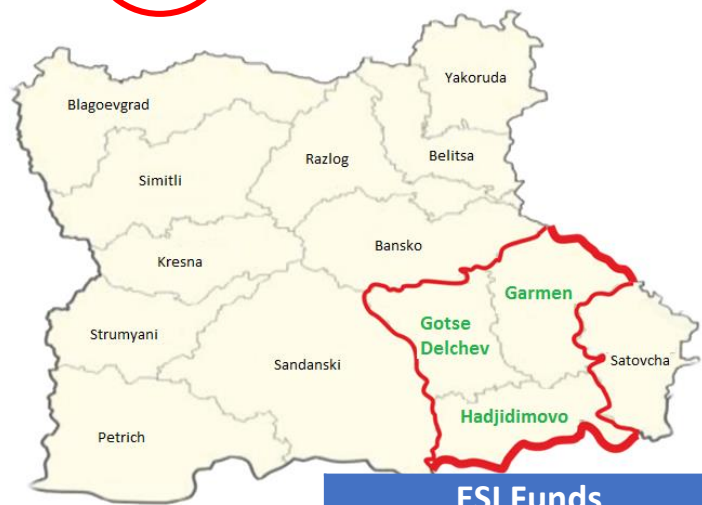 Yakoruda
Blagoevgrad
Razlog
Belitsa
Simitli
Bansko
Kresna
Garmen
Gotse
Delchev
Strumyani
Sandanski
Satovcha
Hadjidimovo
Petrich
ESI Funds